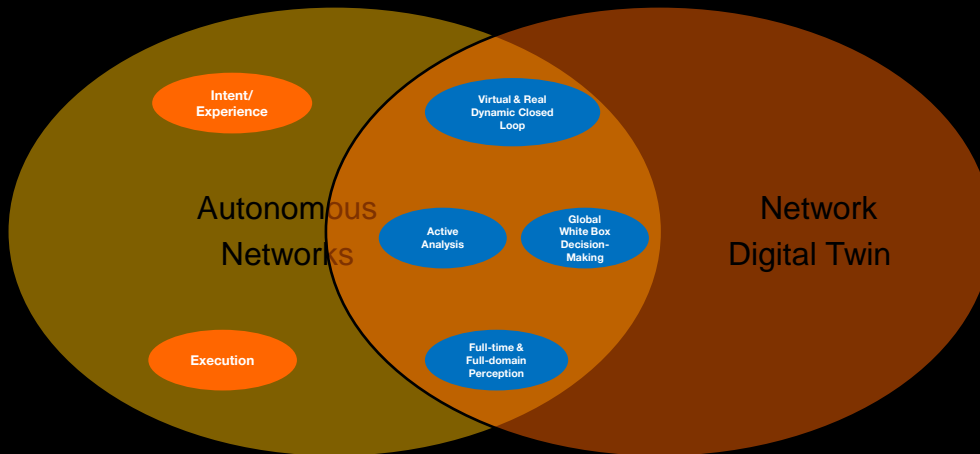 Intent/
Experience
Virtual & Real
Dynamic Closed
Loop
Autonomous
Networks
Active
Analysis
Global
White Box
Decision-
Making
Network
Digital Twin
Execution
Full-time &
Full-domain
Perception